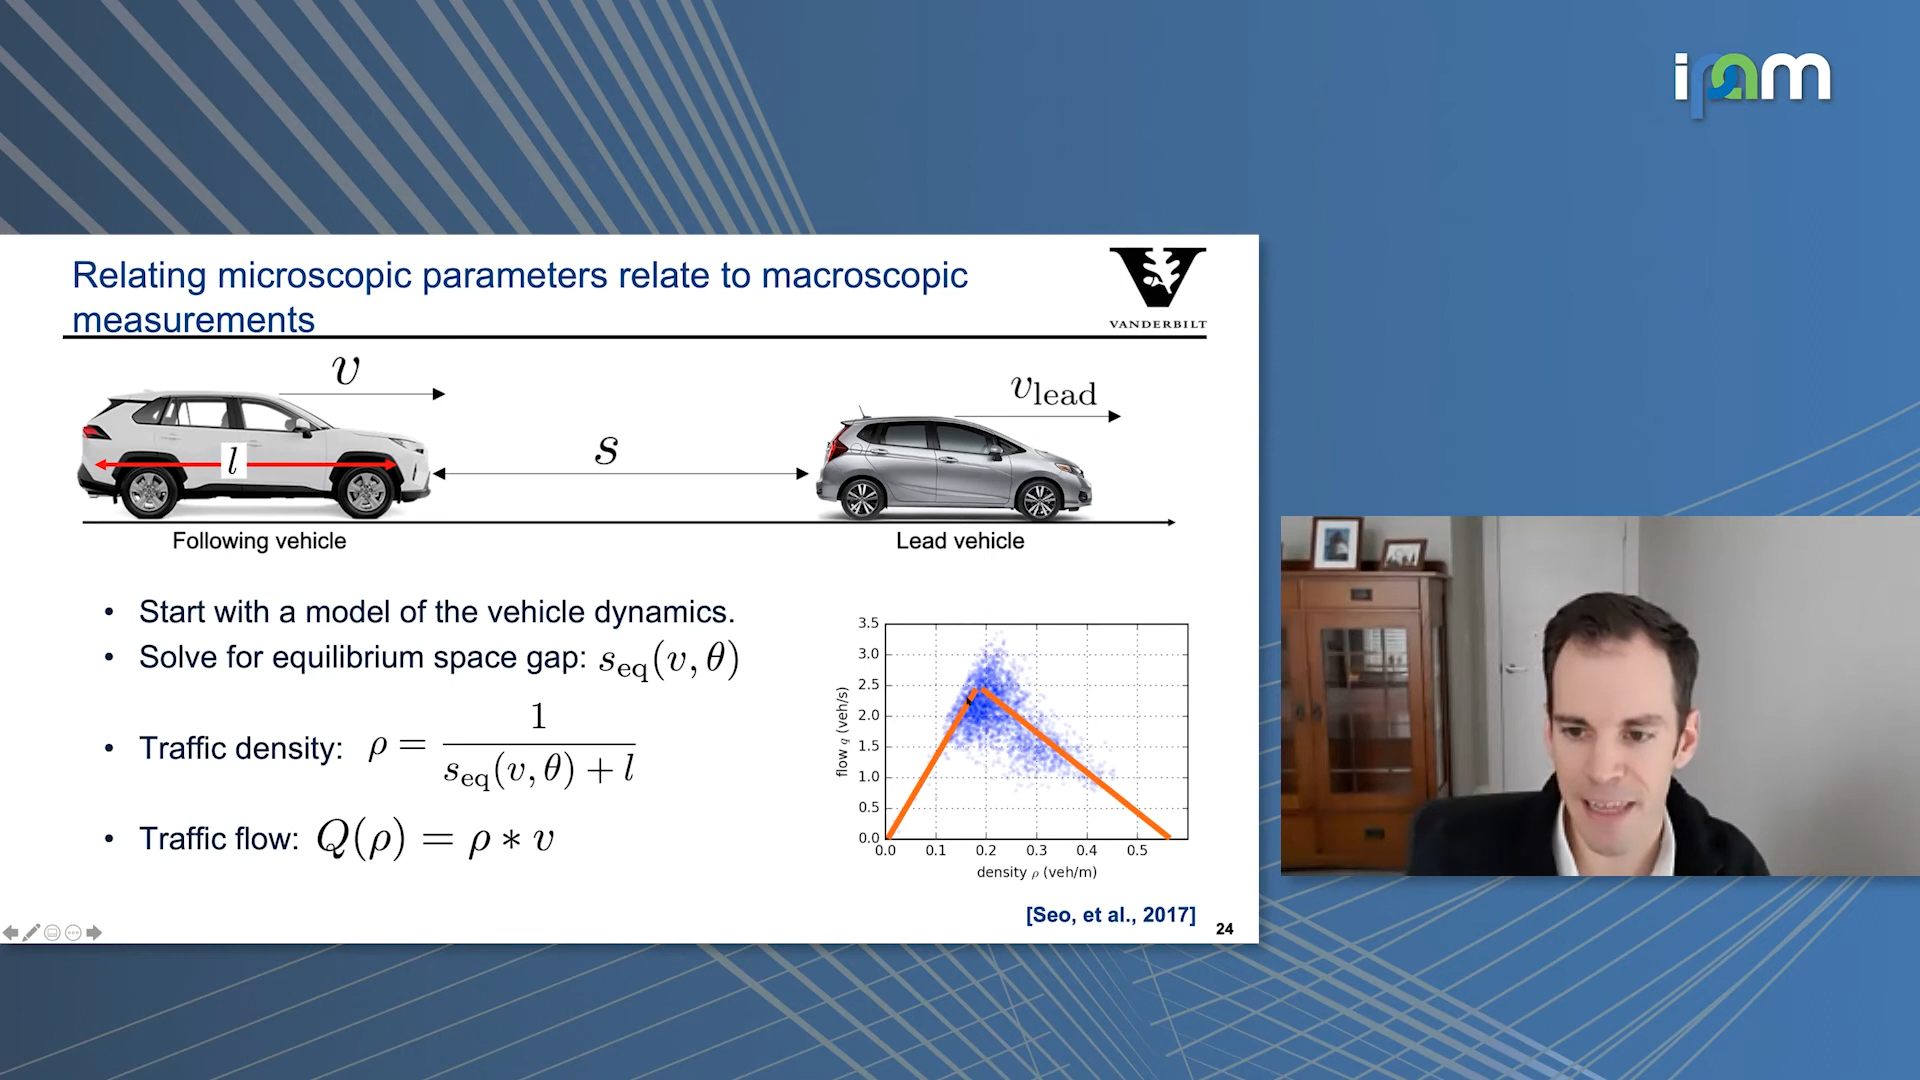 ipam
Relating microscopic parameters relate to macroscopic
measurements
VANDERBILT
v
v_lead
s
l
Following vehicle
Lead vehicle
• Start with a model of the vehicle dynamics.
• Solve for equilibrium space gap: s_eq(v, θ)
• Traffic density: ρ = 1 / (s_eq(v, θ) + l)
• Traffic flow: Q(ρ) = ρ * v
3.5
3.0
2.5
2.0
1.5
1.0
0.5
0.0
flow q (veh/s)
0.0 0.1 0.2 0.3 0.4 0.5
density ρ (veh/m)
[Seo, et al., 2017]
24